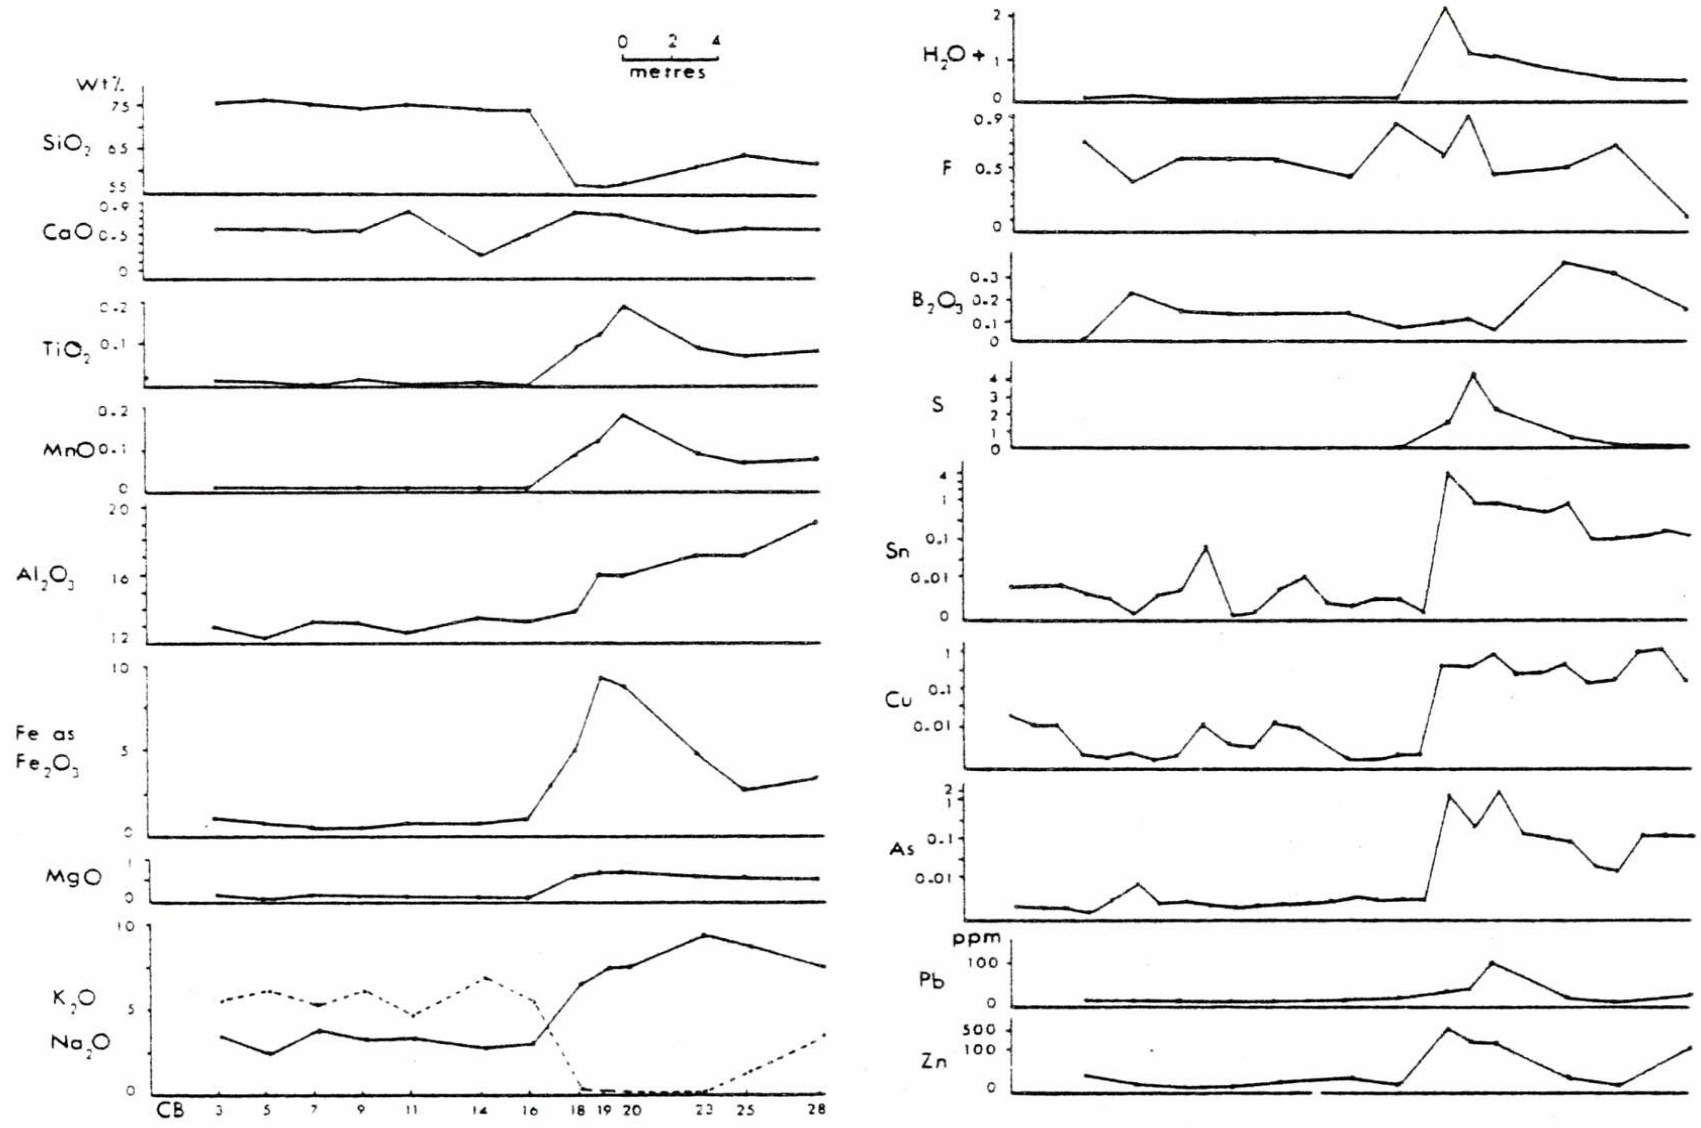 0 2 4
metres
Wt%
75
SiO2 65
55
0.9
CaO 0.5
0
0.2
TiO2 0.1
0.2
MnO 0.1
0
20
Al2O3 16
12
10
Fe as
5
Fe2O3
0
1
MgO
0
10
K2O
5
Na2O
0
CB 3 5 7 9 11 14 16 18 19 20 23 25 28
2
H2O +
1
0
0.9
F 0.5
0
0.3
B2O3 0.2
0.1
0
4
S 3
2
1
0
4
1
Sn 0.1
0.01
0
1
Cu 0.1
0.01
2
1
As 0.1
0.01
ppm
100
Pb
0
500
Zn 100
0